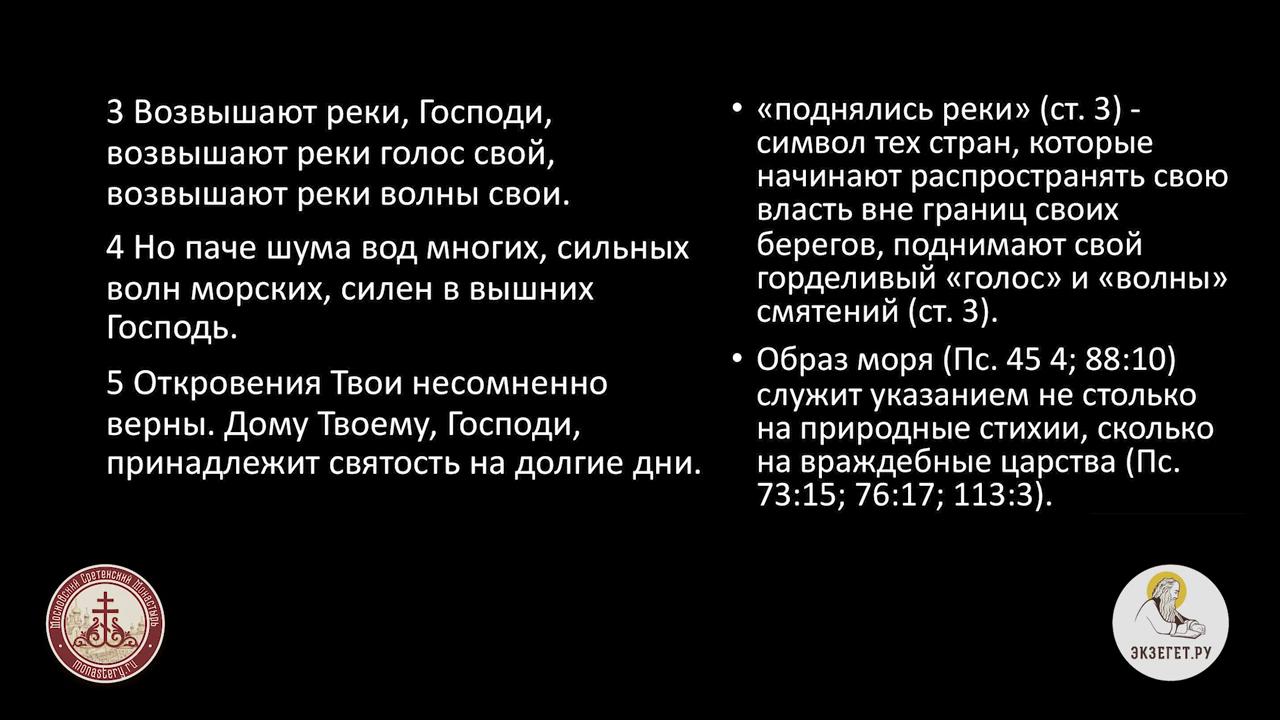 3 Возвышают реки, Господи,
возвышают реки голос свой,
возвышают реки волны свои.
4 Но паче шума вод многих, сильных
волн морских, силен в вышних
Господь.
5 Откровения Твои несомненно
верны. Дому Твоему, Господи,
принадлежит святость на долгие дни.
• «поднялись реки» (ст. 3) -
символ тех стран, которые
начинают распространять свою
власть вне границ своих
берегов, поднимают свой
горделивый «голос» и «волны»
смятений (ст. 3).
• Образ моря (Пс. 45 4; 88:10)
служит указанием не столько
на природные стихии, сколько
на враждебные царства (Пс.
73:15; 76:17; 113:3).
Московский Сретенский Монастырь
monastery.ru
ЭКЗЕГЕТ.РУ